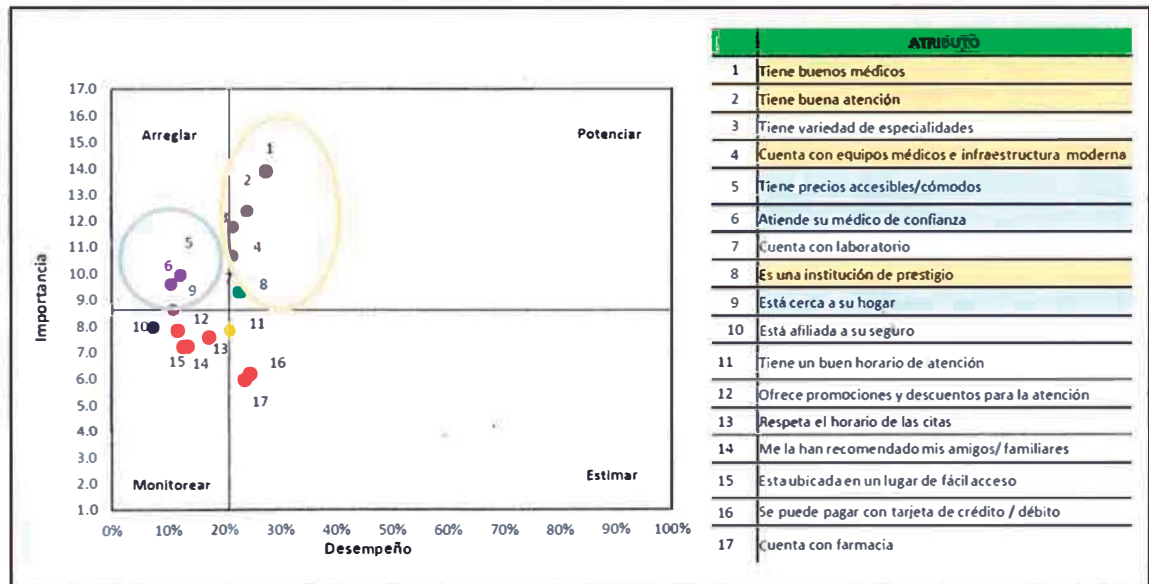 ATRIBUTO
1 Tiene buenos médicos
2 Tiene buena atención
3 Tiene variedad de especialidades
4 Cuenta con equipos médicos e infraestructura moderna
5 Tiene precios accesibles/cómodos
6 Atiende su médico de confianza
7 Cuenta con laboratorio
8 Es una institución de prestigio
9 Está cerca a su hogar
10 Está afiliada a su seguro
11 Tiene un buen horario de atención
12 Ofrece promociones y descuentos para la atención
13 Respeta el horario de las citas
14 Me la han recomendado mis amigos/ familiares
15 Esta ubicada en un lugar de fácil acceso
16 Se puede pagar con tarjeta de crédito / débito
17 Cuenta con farmacia
Importancia
17.0
16.0
15.0
14.0
13.0
12.0
11.0
10.0
9.0
8.0
7.0
6.0
5.0
4.0
3.0
2.0
1.0
Arreglar
Potenciar
1
2
4
5
6
7
8
9
10
12
11
13
15
14
16
17
Monitorear
Estimar
0% 10% 20% 30% 40% 50% 60% 70% 80% 90% 100%
Desempeño